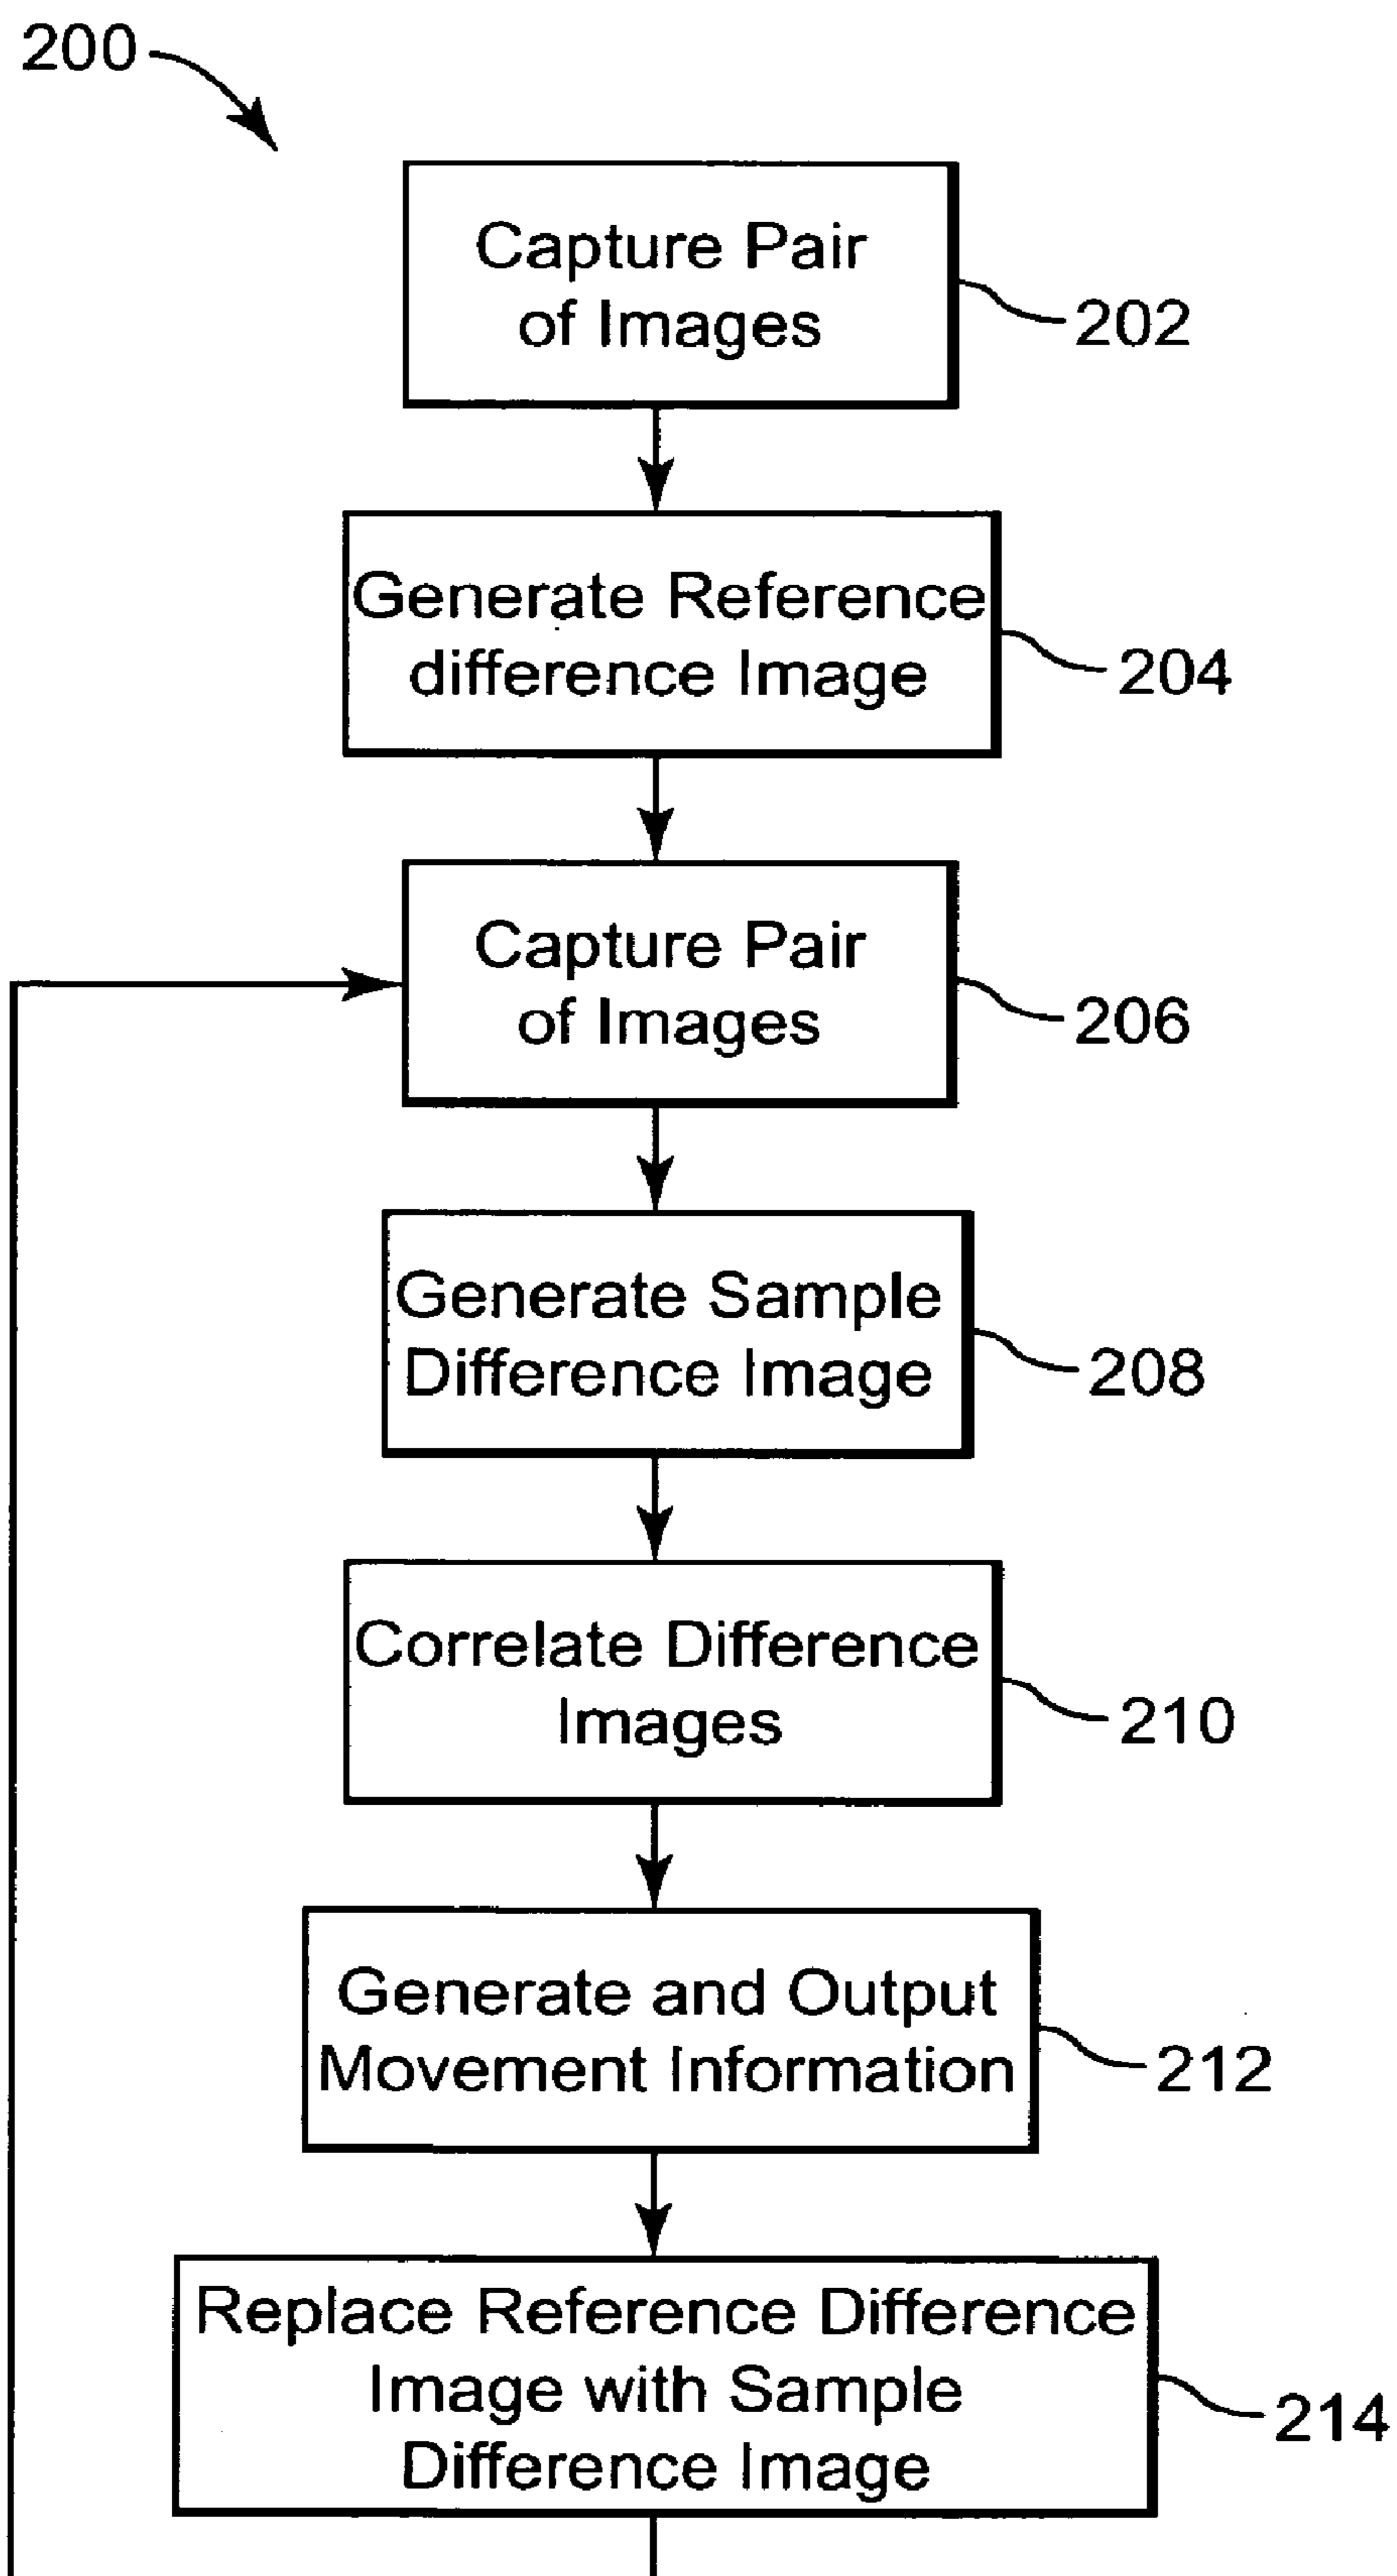 200
Capture Pair
of Images
202
Generate Reference
difference Image
204
Capture Pair
of Images
206
Generate Sample
Difference Image
208
Correlate Difference
Images
210
Generate and Output
Movement Information
212
Replace Reference Difference
Image with Sample
Difference Image
214